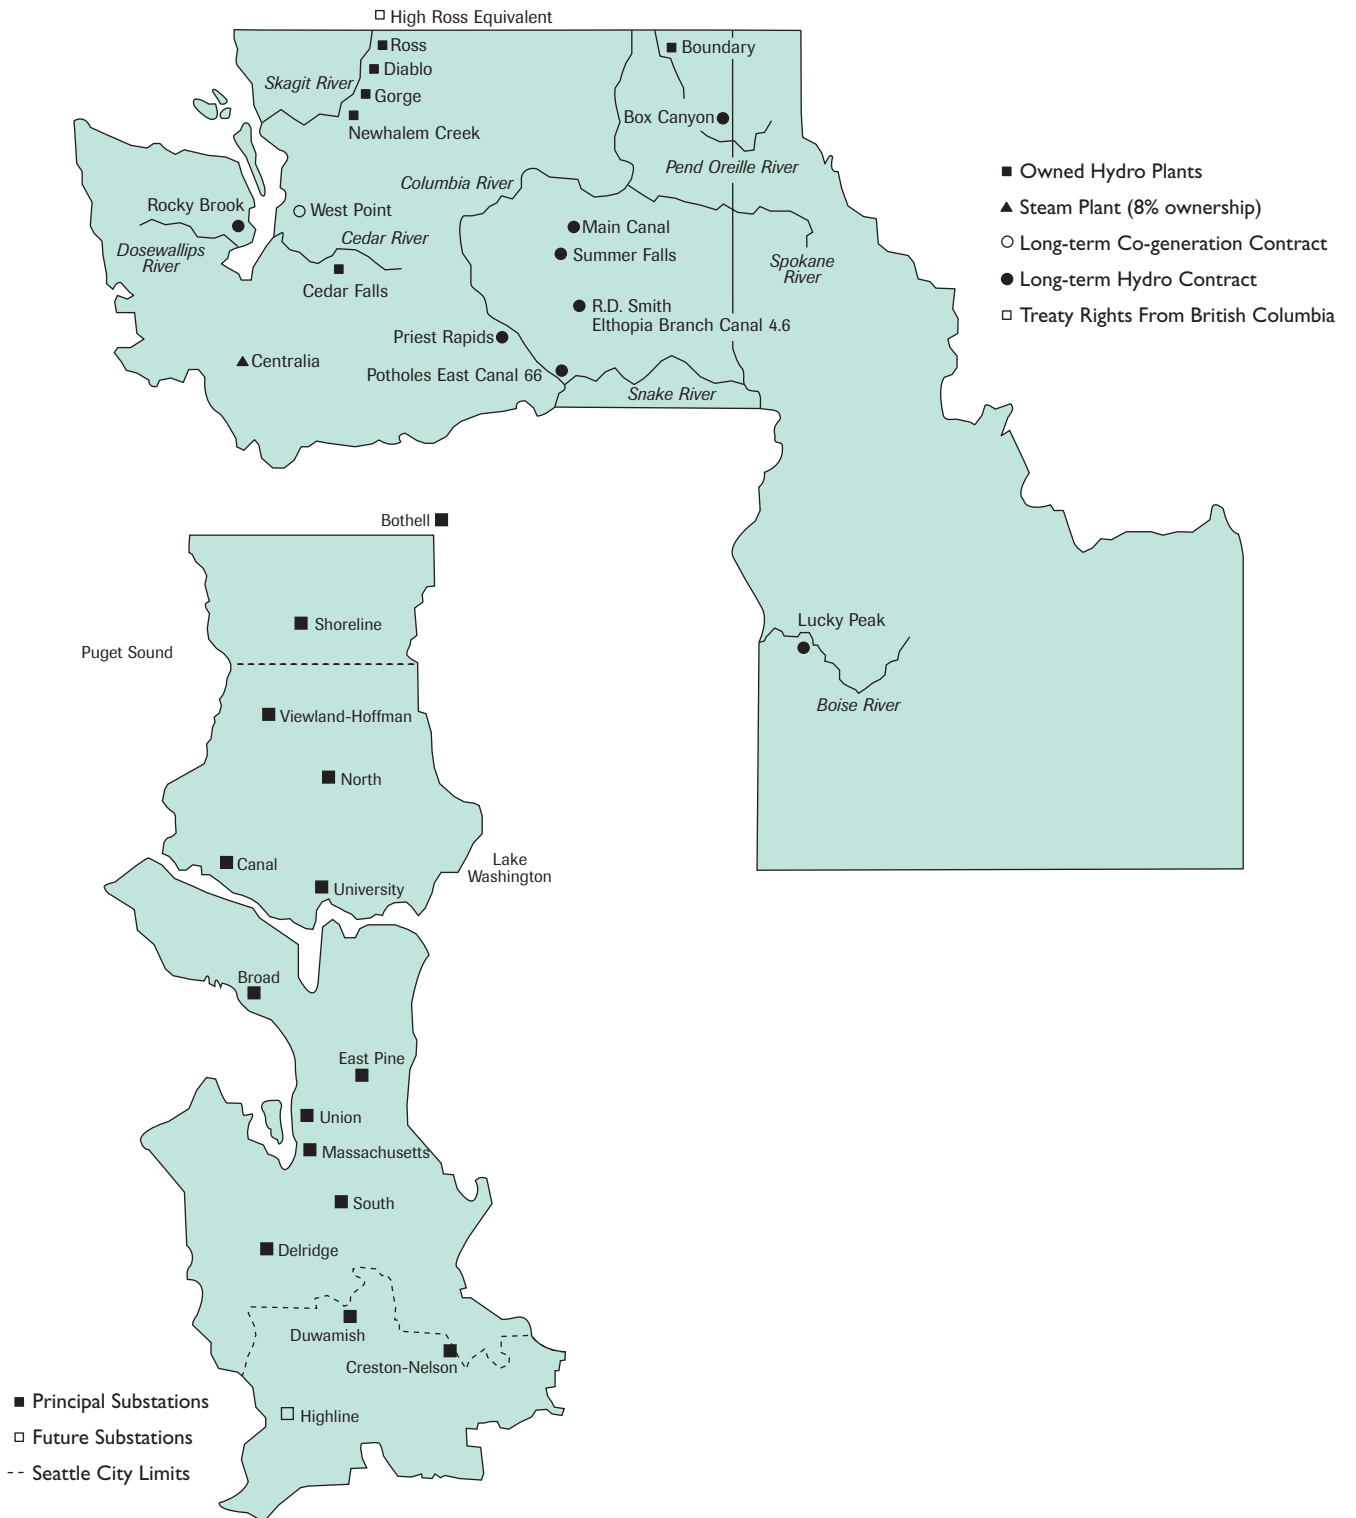 High Ross Equivalent
Ross
Boundary
Diablo
Skagit River
Gorge
Box Canyon
Newhalem Creek
Pend Oreille River
Columbia River
Rocky Brook
West Point
Main Canal
Cedar River
Dosewallips
River
Summer Falls
Spokane
River
Cedar Falls
R.D. Smith
Elthopia Branch Canal 4.6
Priest Rapids
Centralia
Potholes East Canal 66
Snake River
Owned Hydro Plants
Steam Plant (8% ownership)
Long-term Co-generation Contract
Long-term Hydro Contract
Treaty Rights From British Columbia
Lucky Peak
Boise River
Bothell
Shoreline
Puget Sound
Viewland-Hoffman
North
Canal
Lake
Washington
University
Broad
East Pine
Union
Massachusetts
South
Delridge
Duwamish
Creston-Nelson
Highline
Principal Substations
Future Substations
Seattle City Limits